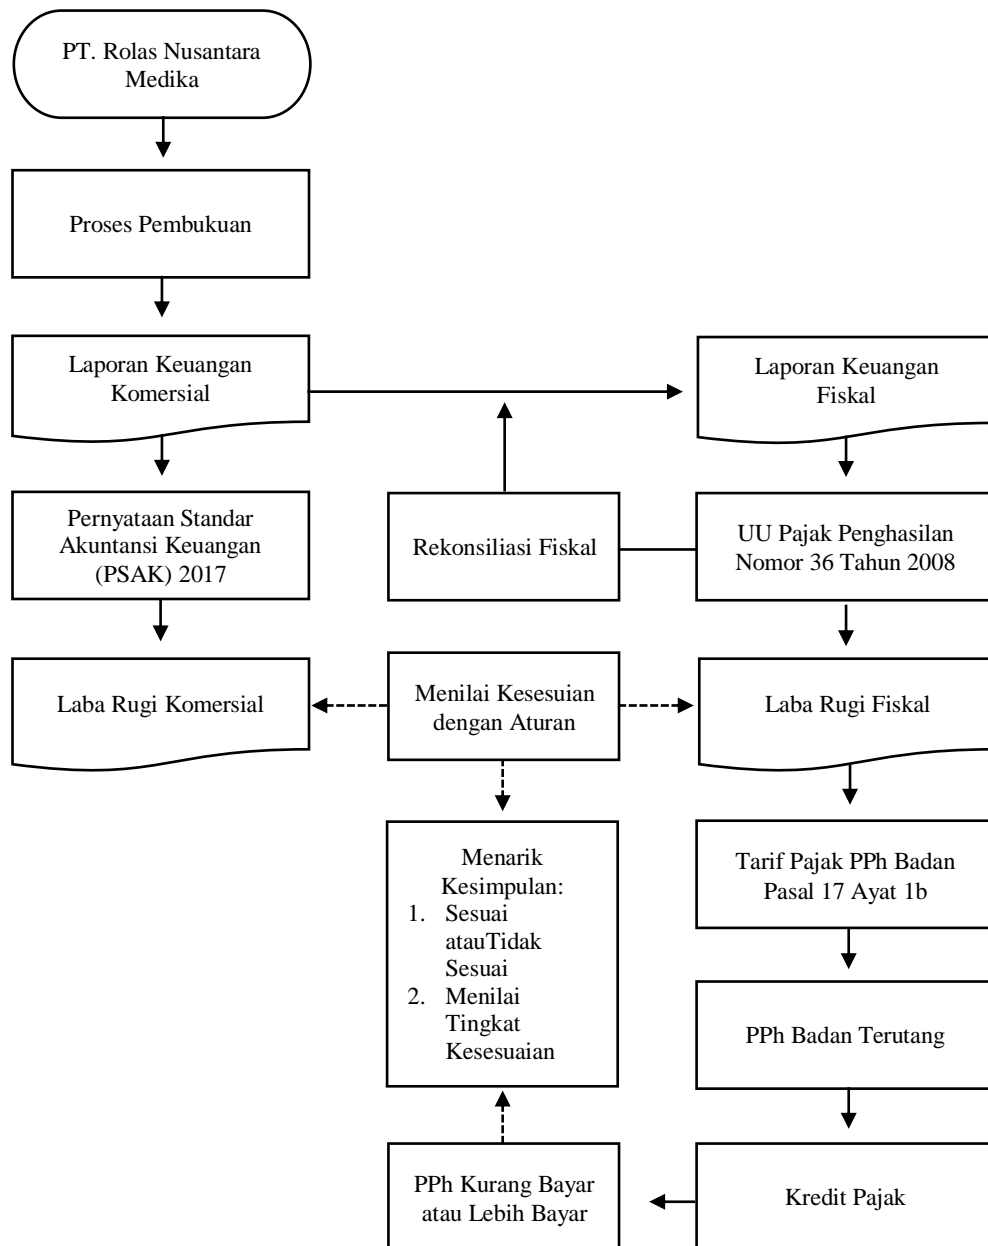 PT. Rolas Nusantara
Medika
Proses Pembukuan
Laporan Keuangan
Komersial
Laporan Keuangan
Fiskal
Pernyataan Standar
Akuntansi Keuangan
(PSAK) 2017
Rekonsiliasi Fiskal
UU Pajak Penghasilan
Nomor 36 Tahun 2008
Laba Rugi Komersial
Menilai Kesesuian
dengan Aturan
Laba Rugi Fiskal
Menarik
Kesimpulan:
1. Sesuai
atauTidak
Sesuai
2. Menilai
Tingkat
Kesesuaian
Tarif Pajak PPh Badan
Pasal 17 Ayat 1b
PPh Badan Terutang
PPh Kurang Bayar
atau Lebih Bayar
Kredit Pajak